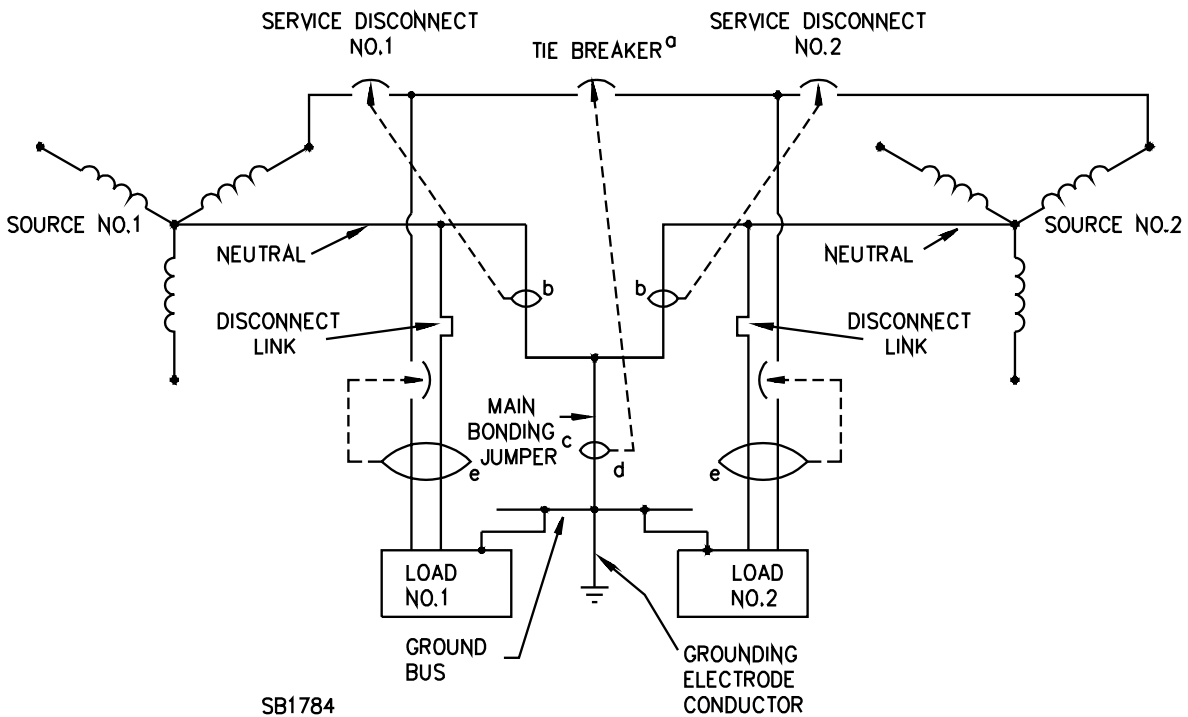 SERVICE DISCONNECT
NO.1
TIE BREAKER a
SERVICE DISCONNECT
NO.2
SOURCE NO.1
NEUTRAL
SOURCE NO.2
NEUTRAL
b
b
DISCONNECT
LINK
DISCONNECT
LINK
MAIN
BONDING
JUMPER
c
d
e
e
LOAD
NO.1
LOAD
NO.2
GROUND
BUS
GROUNDING
ELECTRODE
CONDUCTOR
SB1784